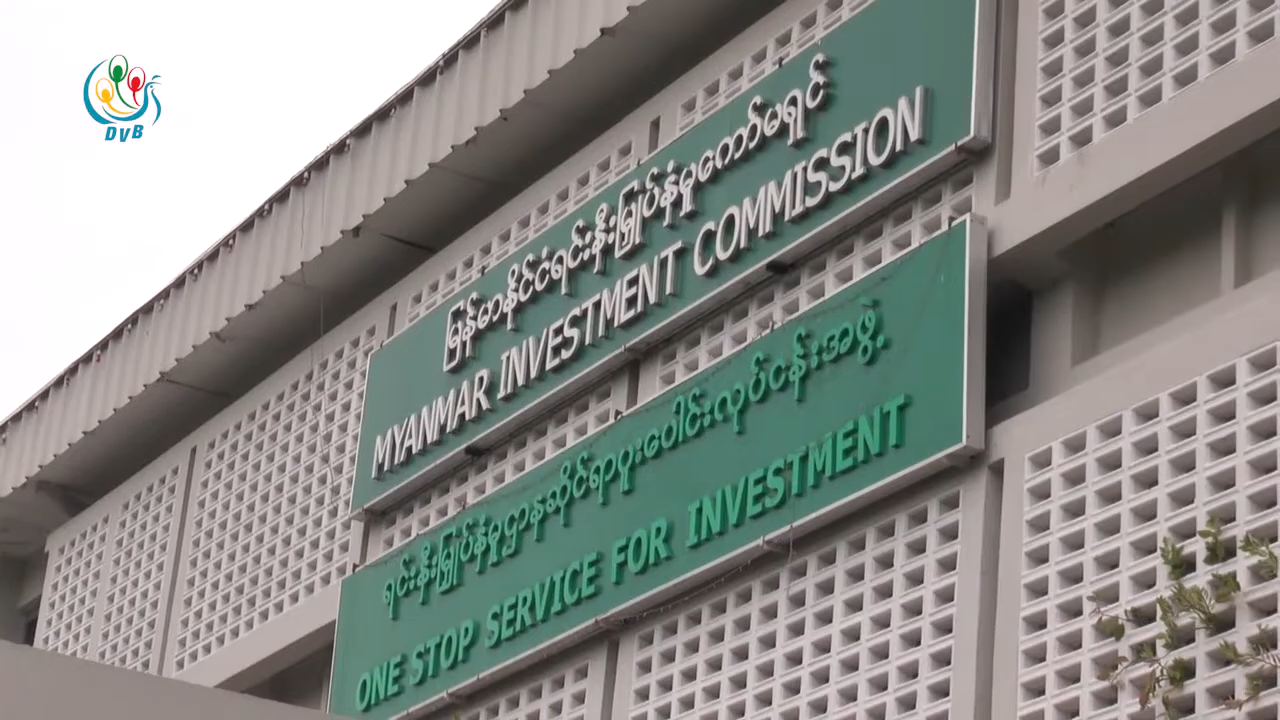 DVB
မြန်မာနိုင်ငံရင်းနှီးမြှုပ်နှံမှုကော်မရှင်
MYANMAR INVESTMENT COMMISSION
ရင်းနှီးမြှုပ်နှံမှုဌာနဆိုင်ရာပူးပေါင်းလုပ်ငန်းအဖွဲ့
ONE STOP SERVICE FOR INVESTMENT